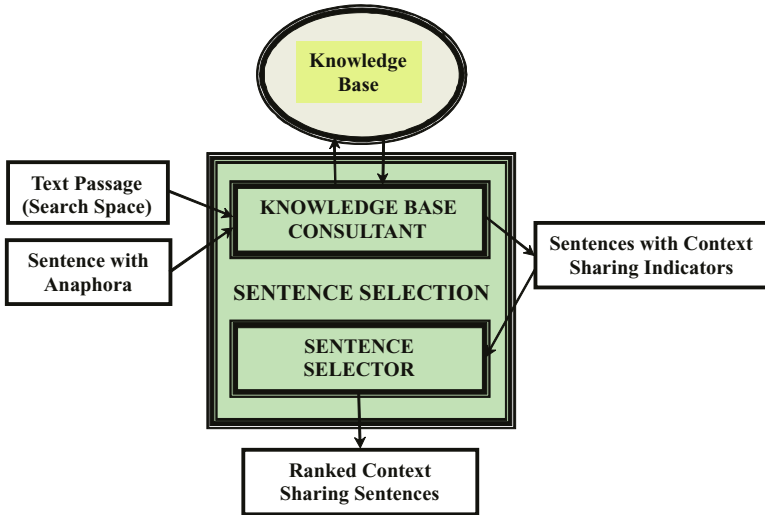 Knowledge
Base
Text Passage
(Search Space)
KNOWLEDGE BASE
CONSULTANT
Sentence with
Anaphora
Sentences with Context
Sharing Indicators
SENTENCE SELECTION
SENTENCE
SELECTOR
Ranked Context
Sharing Sentences